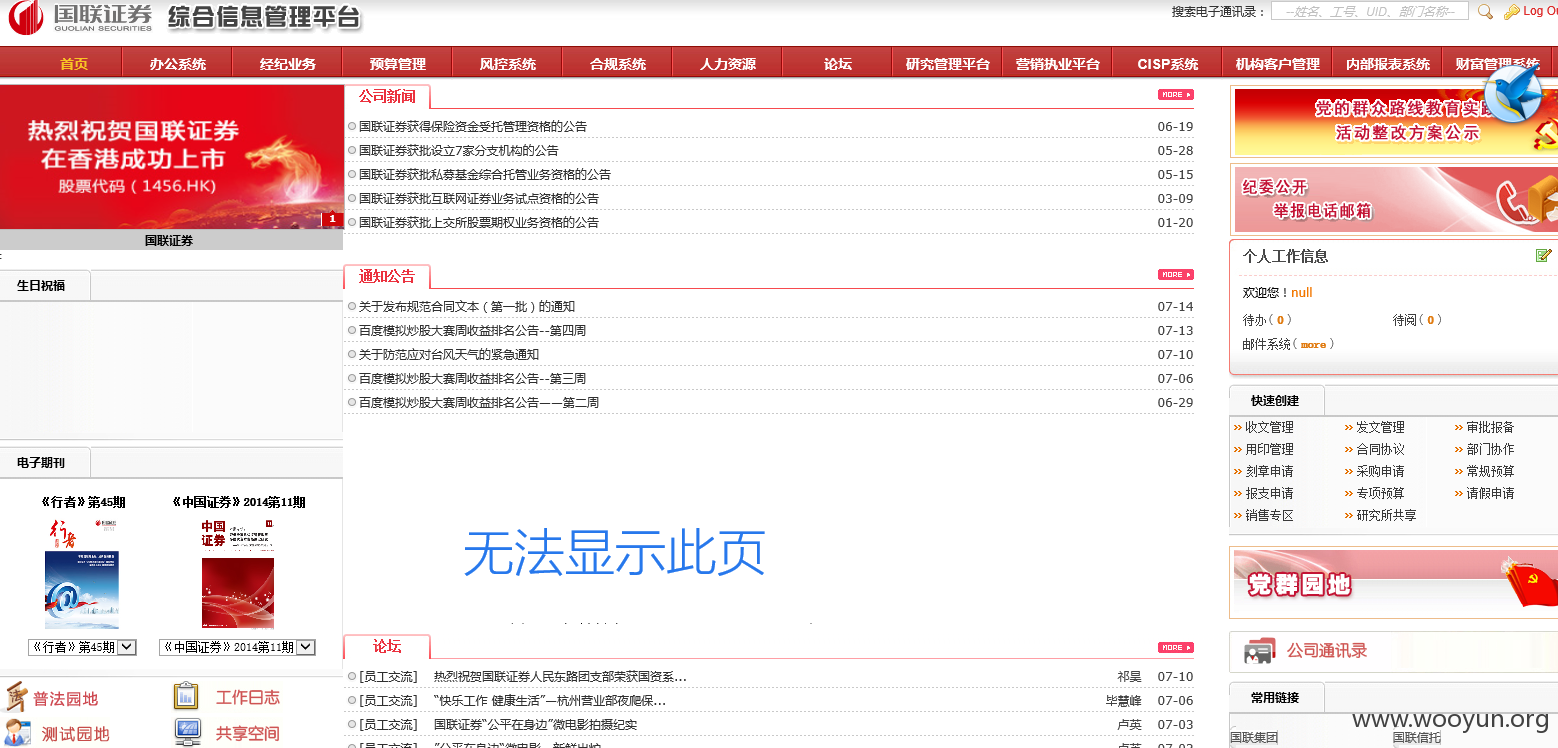 国联证券 综合信息管理平台
GUOLIAN SECURITIES
搜索电子通讯录： --姓名、工号、UID、部门名称-- Log Ou
首页 办公系统 经纪业务 预算管理 风控系统 合规系统 人力资源 论坛 研究管理平台 营销执业平台 CISP系统 机构客户管理 内部报表系统 财富管理系统
热烈祝贺国联证券
在香港成功上市
股票代码（1456.HK)
1
国联证券
生日祝福
电子期刊
《行者》第45期 《中国证券》2014第11期
行者
中国证券
《行者》第45期 《中国证券》2014第11期
普法园地 工作日志
测试园地 共享空间
公司新闻 MORE
国联证券获得保险资金受托管理资格的公告 06-19
国联证券获批设立7家分支机构的公告 05-28
国联证券获批私募基金综合托管业务资格的公告 05-15
国联证券获批互联网证券业务试点资格的公告 03-09
国联证券获批上交所股票期权业务资格的公告 01-20
通知公告 MORE
关于发布规范合同文本（第一批）的通知 07-14
百度模拟炒股大赛周收益排名公告--第四周 07-13
关于防范应对台风天气的紧急通知 07-10
百度模拟炒股大赛周收益排名公告--第三周 07-06
百度模拟炒股大赛周收益排名公告——第二周 06-29
无法显示此页
论坛 MORE
[员工交流] 热烈祝贺国联证券人民东路团支部荣获国资系... 祁昊 07-10
[员工交流] “快乐工作 健康生活”—杭州营业部夜爬保... 毕慧峰 07-06
[员工交流] 国联证券“公平在身边”微电影拍摄纪实 卢英 07-03
党的群众路线教育实践
活动整改方案公示
纪委公开
举报电话邮箱
个人工作信息
欢迎您！null
待办( 0 ) 待阅( 0 )
邮件系统( more )
快速创建
收文管理 发文管理 审批报备
用印管理 合同协议 部门协作
刻章申请 采购申请 常规预算
报支申请 专项预算 请假申请
销售专区 研究所共享
党群园地
公司通讯录
常用链接
国联集团 国联信托
www.wooyun.org